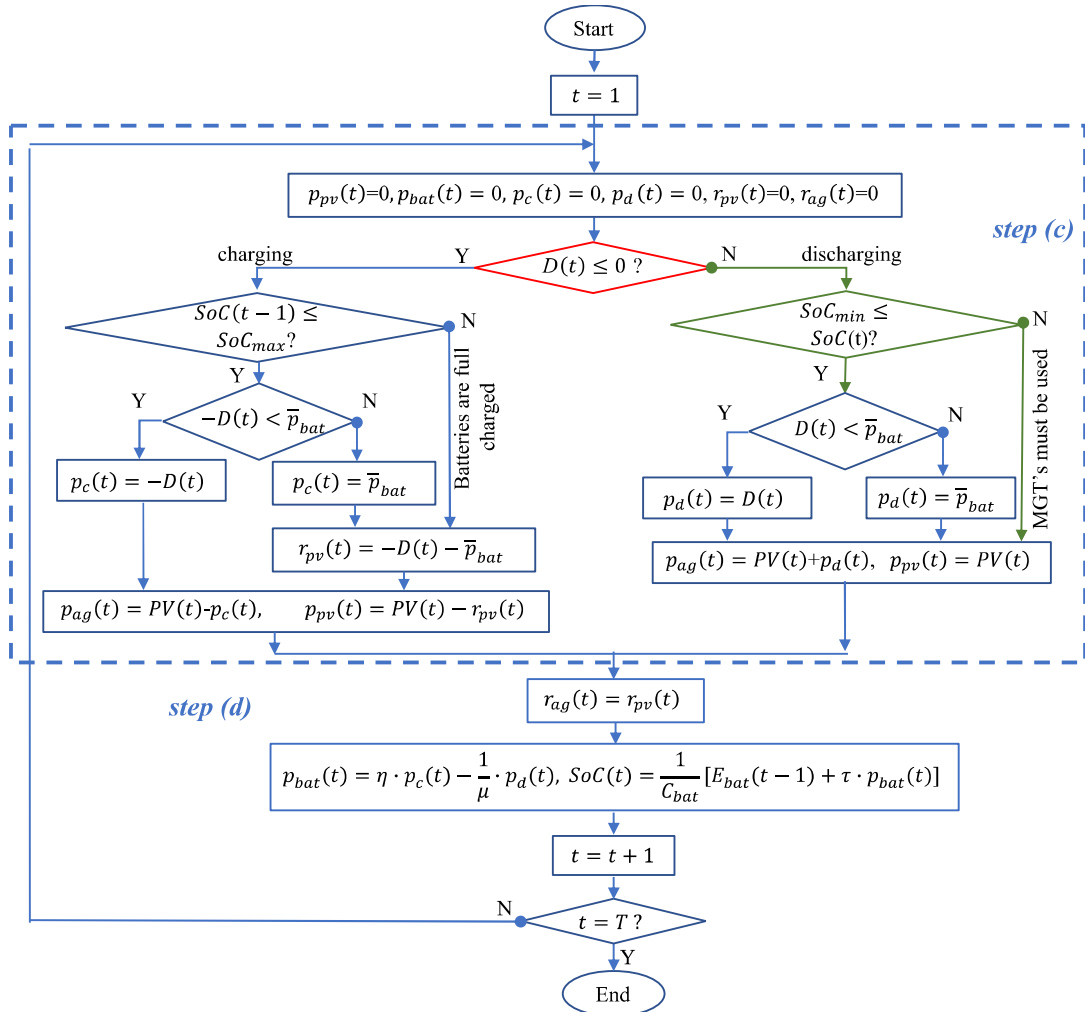 Start
t = 1
p_pv(t)=0, p_bat(t) = 0, p_c(t) = 0, p_d(t) = 0, r_pv(t)=0, r_ag(t)=0
step (c)
charging
Y
D(t) ≤ 0 ?
N
discharging
SoC(t − 1) ≤
SoC_max?
N
Y
SoC_min ≤
SoC(t)?
N
Y
Batteries are full
charged
MGT's must be used
Y
−D(t) < p̅_bat
N
Y
D(t) < p̅_bat
N
p_c(t) = −D(t)
p_c(t) = p̅_bat
p_d(t) = D(t)
p_d(t) = p̅_bat
r_pv(t) = −D(t) − p̅_bat
p_ag(t) = PV(t)+p_d(t), p_pv(t) = PV(t)
p_ag(t) = PV(t)-p_c(t), p_pv(t) = PV(t) − r_pv(t)
step (d)
r_ag(t) = r_pv(t)
p_bat(t) = η · p_c(t) − 1/μ · p_d(t), SoC(t) = 1/C_bat [E_bat(t − 1) + τ · p_bat(t)]
t = t + 1
N
t = T ?
Y
End